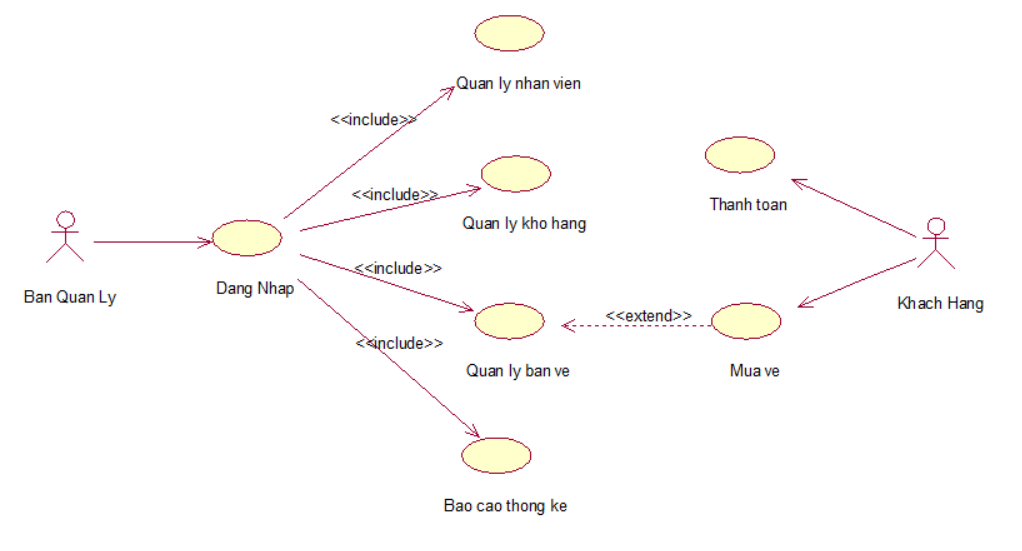 Quan ly nhan vien
<<include>>
Thanh toan
<<include>>
Quan ly kho hang
Ban Quan Ly
Dang Nhap
<<include>>
Khach Hang
<<extend>>
<<include>>
Quan ly ban ve
Mua ve
Bao cao thong ke